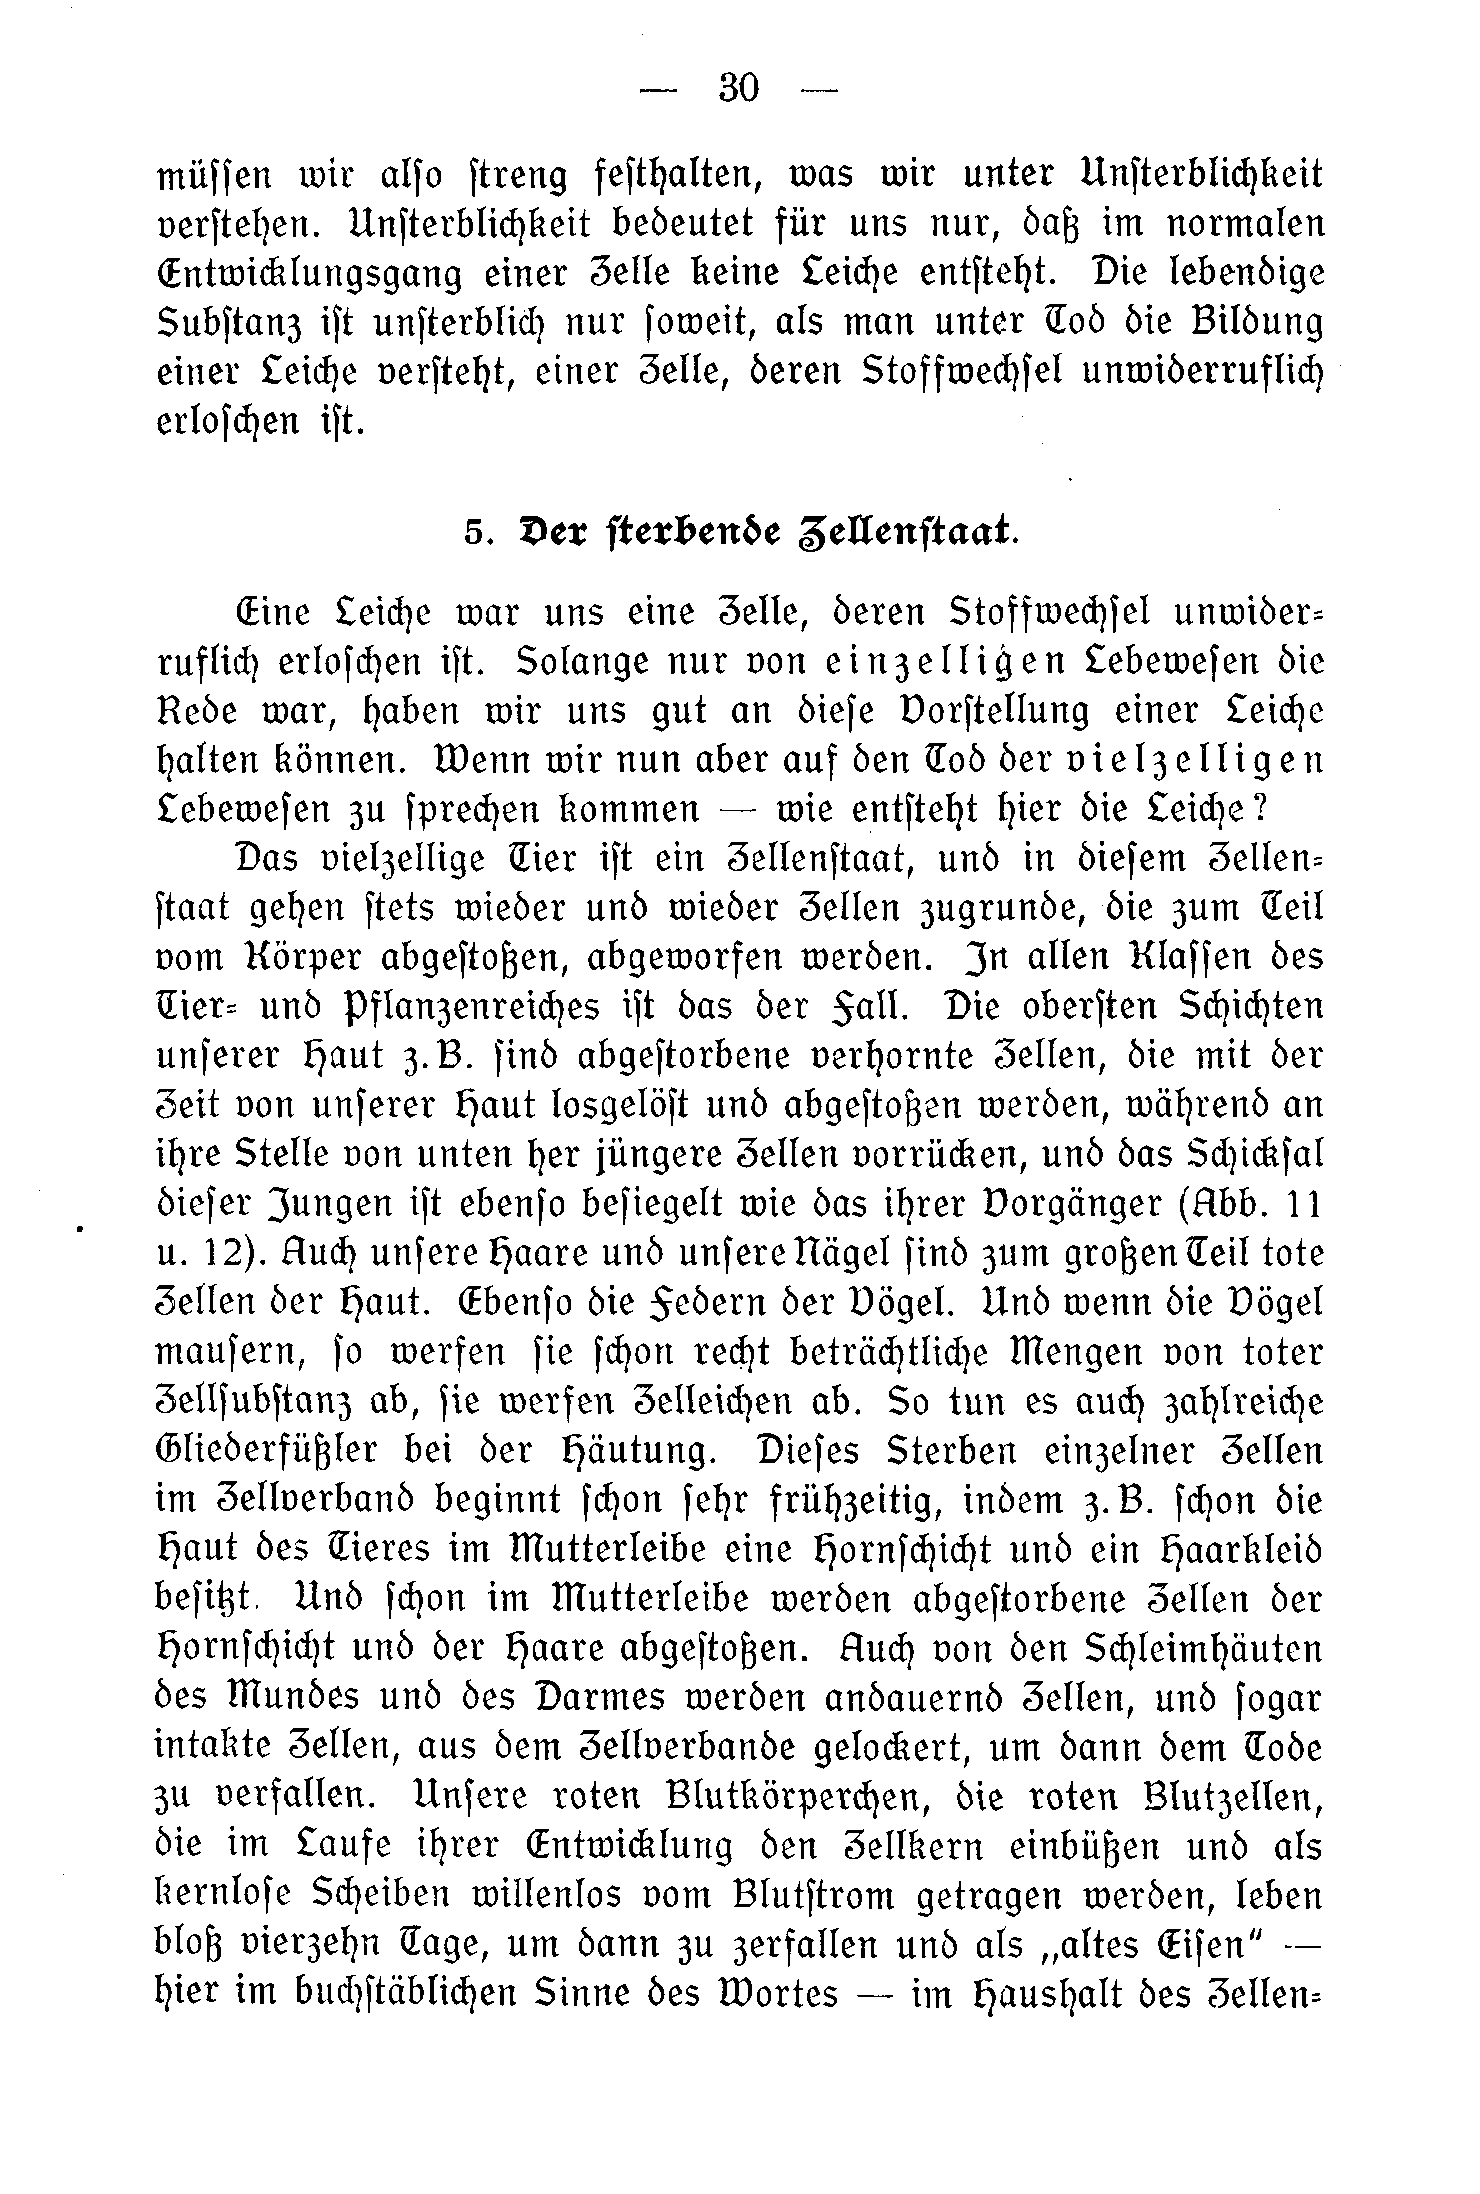 — 30 —
müssen wir also streng festhalten, was wir unter Unsterblichkeit
verstehen. Unsterblichkeit bedeutet für uns nur, daß im normalen
Entwicklungsgang einer Zelle keine Leiche entsteht. Die lebendige
Substanz ist unsterblich nur soweit, als man unter Tod die Bildung
einer Leiche versteht, einer Zelle, deren Stoffwechsel unwiderruflich
erloschen ist.
5. Der sterbende Zellenstaat.
Eine Leiche war uns eine Zelle, deren Stoffwechsel unwider-
ruflich erloschen ist. Solange nur von einzelligen Lebewesen die
Rede war, haben wir uns gut an diese Vorstellung einer Leiche
halten können. Wenn wir nun aber auf den Tod der vielzelligen
Lebewesen zu sprechen kommen — wie entsteht hier die Leiche?
Das vielzellige Tier ist ein Zellenstaat, und in diesem Zellen-
staat gehen stets wieder und wieder Zellen zugrunde, die zum Teil
vom Körper abgestoßen, abgeworfen werden. In allen Klassen des
Tier- und Pflanzenreiches ist das der Fall. Die obersten Schichten
unserer Haut z. B. sind abgestorbene verhornte Zellen, die mit der
Zeit von unserer Haut losgelöst und abgestoßen werden, während an
ihre Stelle von unten her jüngere Zellen vorrücken, und das Schicksal
dieser Jungen ist ebenso besiegelt wie das ihrer Vorgänger (Abb. 11
u. 12). Auch unsere Haare und unsere Nägel sind zum großen Teil tote
Zellen der Haut. Ebenso die Federn der Vögel. Und wenn die Vögel
mausern, so werfen sie schon recht beträchtliche Mengen von toter
Zellsubstanz ab, sie werfen Zelleichen ab. So tun es auch zahlreiche
Gliederfüßler bei der Häutung. Dieses Sterben einzelner Zellen
im Zellverband beginnt schon sehr frühzeitig, indem z. B. schon die
Haut des Tieres im Mutterleibe eine Hornschicht und ein Haarkleid
besitzt. Und schon im Mutterleibe werden abgestorbene Zellen der
Hornschicht und der Haare abgestoßen. Auch von den Schleimhäuten
des Mundes und des Darmes werden andauernd Zellen, und sogar
intakte Zellen, aus dem Zellverbande gelockert, um dann dem Tode
zu verfallen. Unsere roten Blutkörperchen, die roten Blutzellen,
die im Laufe ihrer Entwicklung den Zellkern einbüßen und als
kernlose Scheiben willenlos vom Blutstrom getragen werden, leben
bloß vierzehn Tage, um dann zu zerfallen und als „altes Eisen" —
hier im buchstäblichen Sinne des Wortes — im Haushalt des Zellen-